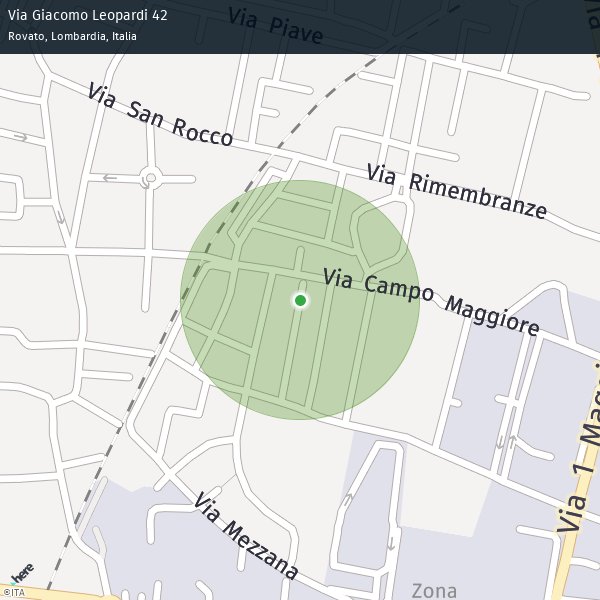 Via Giacomo Leopardi 42
Rovato, Lombardia, Italia
Via Piave
Via San Rocco
Via Rimembranze
Via Campo Maggiore
Via 1 Maggi
Via Mezzana
Zona
here
©ITA